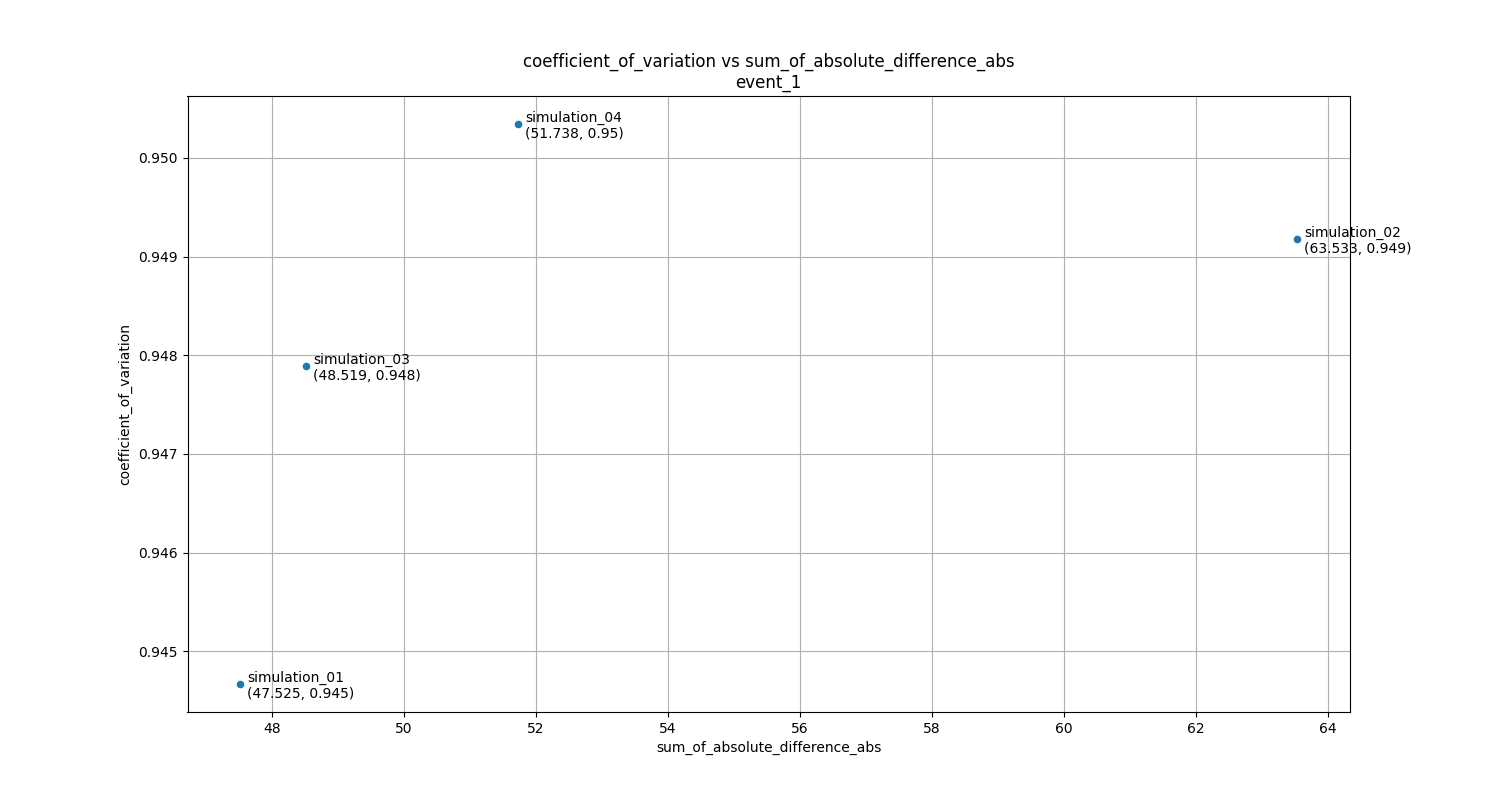 coefficient_of_variation vs sum_of_absolute_difference_abs
event_1
simulation_04
(51.738, 0.95)
0.950
simulation_02
(63.533, 0.949)
0.949
simulation_03
(48.519, 0.948)
0.948
coefficient_of_variation
0.947
0.946
0.945
simulation_01
(47.525, 0.945)
48 50 52 54 56 58 60 62 64
sum_of_absolute_difference_abs